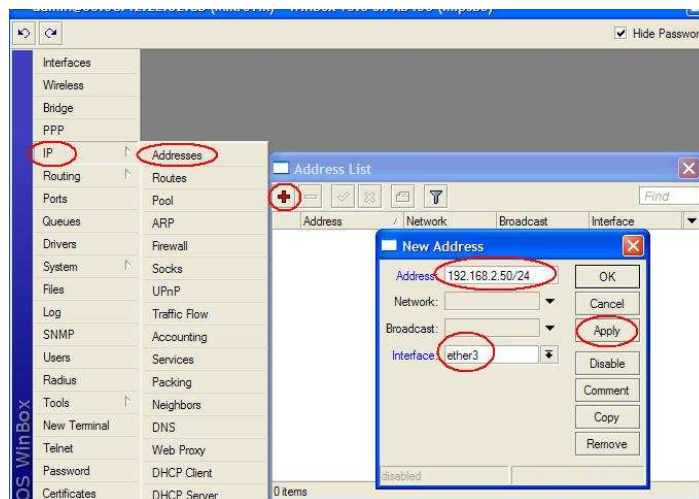 Hide Passwor
Interfaces
Wireless
Bridge
PPP
IP
Routing
Ports
Queues
Drivers
System
Files
Log
SNMP
Users
Radius
Tools
New Terminal
Telnet
Password
Certificates
OS WinBox
Addresses
Routes
Pool
ARP
Firewall
Socks
UPnP
Traffic Flow
Accounting
Services
Packing
Neighbors
DNS
Web Proxy
DHCP Client
DHCP Server
Address List
Find
Address / Network Broadcast Interface
New Address
Address: 192.168.2.50/24
Network:
Broadcast:
Interface: ether3
OK
Cancel
Apply
Disable
Comment
Copy
Remove
disabled
0 items